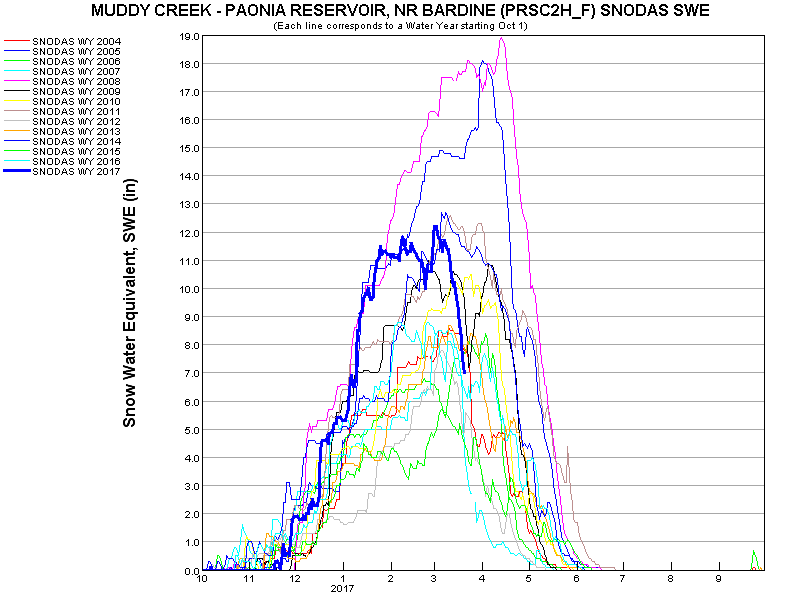 MUDDY CREEK - PAONIA RESERVOIR, NR BARDINE (PRSC2H_F) SNODAS SWE
(Each line corresponds to a Water Year starting Oct 1)
SNODAS WY 2004
SNODAS WY 2005
SNODAS WY 2006
SNODAS WY 2007
SNODAS WY 2008
SNODAS WY 2009
SNODAS WY 2010
SNODAS WY 2011
SNODAS WY 2012
SNODAS WY 2013
SNODAS WY 2014
SNODAS WY 2015
SNODAS WY 2016
SNODAS WY 2017
Snow Water Equivalent, SWE (in)
19.0
18.0
17.0
16.0
15.0
14.0
13.0
12.0
11.0
10.0
9.0
8.0
7.0
6.0
5.0
4.0
3.0
2.0
1.0
0.0
10 11 12 1 2 3 4 5 6 7 8 9
2017